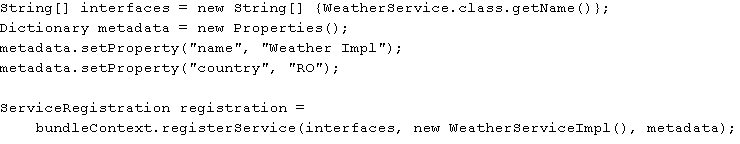 String[] interfaces = new String[] {WeatherService.class.getName()};
Dictionary metadata = new Properties();
metadata.setProperty("name", "Weather Impl");
metadata.setProperty("country", "RO");

ServiceRegistration registration =
    bundleContext.registerService(interfaces, new WeatherServiceImpl(), metadata);